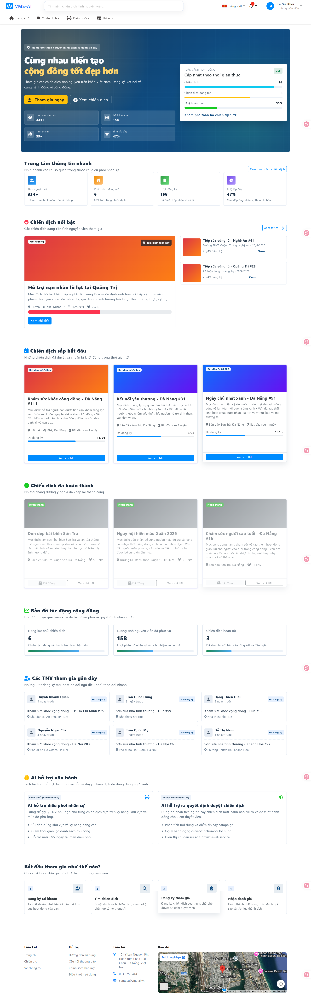 VMS-AI
Tìm kiếm chiến dịch, tình nguyện viên...
Tiếng Việt
3
LG
Lê Gia Khôi
Tình nguyện viên
Trang chủ
Chiến dịch
Điều phối
Hồ sơ
Mạng lưới thiện nguyện minh bạch và đáng tin cậy
Cùng nhau kiến tạo
cộng đồng tốt đẹp hơn
Tham gia các chiến dịch tình nguyện trên khắp Việt Nam. Đăng ký, kết nối và
cùng hành động vì cộng đồng.
Tham gia ngay
Xem chiến dịch
Tình nguyện viên
334+
Lượt tham gia
158+
Tỉnh thành
39+
Tỉ lệ lấp đầy
47%
TOÀN CẢNH HOẠT ĐỘNG
LIVE
Cập nhật theo thời gian thực
Chiến dịch
91
Chiến dịch đang mở
6
Tỉ lệ hoàn thành
33%
Khám phá toàn bộ chiến dịch
Trung tâm thông tin nhanh
Nhìn nhanh các chỉ số quan trọng trước khi điều phối nhân sự.
Xem danh sách chiến dịch
Tình nguyện viên
334+
Đã xác thực tài khoản trên hệ thống
Chiến dịch đang mở
6
67% trên tổng chiến dịch
Lượt đăng ký
158
Đã được tiếp nhận và xử lý
Tỉ lệ lấp đầy
47%
Mức đáp ứng nhân sự theo chỉ tiêu
Chiến dịch nổi bật
Các chiến dịch đang cần tình nguyện viên tham gia
Xem tất cả
Môi trường
Tâm điểm tuần này
Hỗ trợ nạn nhân lũ lụt tại Quảng Trị
Mục đích: hỗ trợ khẩn cấp người dân vùng lũ sớm ổn định sinh hoạt và tiếp cận nhu yếu
phẩm thiết yếu • Vấn đề: nhiều hộ gia đình bị ảnh hưởng bởi lũ lụt thiếu lương thực, vật dụ...
Huyện Hải Lăng, Quảng Trị
25/4/2026
20/40
Xem chi tiết
Tiếp sức vùng lũ - Nghệ An #41
Trường THCS Quỳnh Thắng, Nghệ An • 26/4/2026
20/49 đăng ký
Xem
Tiếp sức vùng lũ - Quảng Trị #23
Xã Triệu Long, Quảng Trị • 28/4/2026
20/49 đăng ký
Xem
Chiến dịch sắp bắt đầu
Những chiến dịch đã duyệt và chuẩn bị khởi động trong thời gian tới
Bắt đầu 6/5/2026
Khám sức khỏe cộng đồng - Đà Nẵng
#111
Mục đích: hỗ trợ người dân được tiếp cận khám sàng lọc
và tư vấn sức khỏe ngay tại điểm khám lưu động • Vấn
đề: nhiều người dân chưa chủ động kiểm tra sức khỏe
định kỳ và cần đư...
Bãi biển Mỹ Khê, Đà Nẵng
Bắt đầu sau 1 ngày
Đã đăng ký
16/26
Xem chi tiết
Bắt đầu 6/5/2026
Kết nối yêu thương - Đà Nẵng #31
Mục đích: mang lại sự quan tâm, hỗ trợ thiết thực và kết
nối cộng đồng với các nhóm yếu thế • Vấn đề: nhiều
người thuộc nhóm yếu thế thiếu nguồn hỗ trợ tinh thần,
vật chất và cá...
Bán đảo Sơn Trà, Đà Nẵng
Bắt đầu sau 1 ngày
Đã đăng ký
16/28
Xem chi tiết
Bắt đầu 6/5/2026
Ngày chủ nhật xanh - Đà Nẵng #91
Mục đích: cải thiện vệ sinh môi trường tại khu vực công
cộng và lan tỏa thói quen sống xanh • Vấn đề: rác thải
sinh hoạt chưa được phân loại tốt và ý thức bảo vệ môi
trường tại...
Bán đảo Sơn Trà, Đà Nẵng
Bắt đầu sau 1 ngày
Đã đăng ký
18/35
Xem chi tiết
Chiến dịch đã hoàn thành
Những chặng đường ý nghĩa đã khép lại thành công
Hoàn thành
Dọn dẹp bãi biển Sơn Trà
Mục đích: làm sạch bãi biển Sơn Trà và lan tỏa thông
điệp giảm rác thải nhựa tại khu vực ven biển • Vấn đề:
rác thải nhựa và rác sinh hoạt tích tụ dọc bờ biển gây
ảnh hưởng đến...
Bãi biển Sơn Trà, Quận Sơn Trà, Đà Nẵng
50 TNV
Đã đóng
Xem chi tiết
Hoàn thành
Ngày hội hiến máu Xuân 2026
Mục đích: góp phần bổ sung nguồn máu dự trữ và nâng
cao nhận thức cộng đồng về hiến máu nhân đạo • Vấn
đề: nguồn máu phục vụ cấp cứu và điều trị luôn cần
được bổ sung ổn định từ...
Trường ĐH Bách Khoa, Quận 10, TP.HCM
35 TNV
Đã đóng
Xem chi tiết
Hoàn thành
Chăm sóc người cao tuổi - Đà Nẵng
#16
Mục đích: đồng hành, chăm sóc và tạo thêm hoạt động
giao lưu cho người cao tuổi trong cộng đồng • Vấn đề:
nhiều người cao tuổi cần được hỗ trợ sinh hoạt nhẹ
nhàng và có thêm cơ...
Bán đảo Sơn Trà, Đà Nẵng
21 TNV
Đã đóng
Xem chi tiết
Bản đồ tác động cộng đồng
Đo lường hiệu quả triển khai để ban điều phối ra quyết định nhanh hơn.
Năng lực phủ chiến dịch
6
Chiến dịch đang vận hành trên toàn hệ thống.
Lượng tình nguyện viên đã phục vụ
158
Lượt phân bổ nhân sự vào các nhiệm vụ cụ thể.
Chiến dịch hoàn tất
3
Đã khép lại với báo cáo tổng kết và đánh giá.
Các TNV tham gia gần đây
Những lượt đăng ký mới nhất để đội ngũ điều phối theo dõi nhanh.
Huỳnh Khánh Quân
3 ngày trước
Đã đăng ký
Khám sức khỏe cộng đồng - TP. Hồ Chí Minh #75
Khu dân cư An Phú, TP.HCM
Trần Quốc Hùng
3 ngày trước
Đã đăng ký
Sơn sửa nhà tình thương - Huế #99
Nhà thiếu nhi Huế
Đặng Thiên Hiếu
3 ngày trước
Đã đăng ký
Khám sức khỏe cộng đồng - Huế #39
Nhà thiếu nhi Huế
Nguyễn Ngọc Châu
3 ngày trước
Đã đăng ký
Khám sức khỏe cộng đồng - Hà Nội #03
Phố đi bộ Hồ Gươm, Hà Nội
Trần Quốc My
3 ngày trước
Đã đăng ký
Sơn sửa nhà tình thương - Hà Nội #63
Phố đi bộ Hồ Gươm, Hà Nội
Đỗ Thị Nam
3 ngày trước
Đã đăng ký
Sơn sửa nhà tình thương - Khánh Hòa #27
Phường Phước Hải, Khánh Hòa
AI hỗ trợ vận hành
Tách bạch rõ hỗ trợ điều phối và hỗ trợ duyệt chiến dịch để dùng đúng ngữ cảnh.
Điều phối (Recommend)
AI hỗ trợ điều phối nhân sự
Dùng để gợi ý TNV phù hợp cho từng chiến dịch dựa trên kỹ năng, khu vực và
mức độ phù hợp.
• Ưu tiên đúng khu vực và kỹ năng đang cần.
• Giảm thời gian lọc danh sách thủ công.
• Hỗ trợ mời TNV ngay tại màn điều phối.
Duyệt chiến dịch (AI)
AI hỗ trợ ra quyết định duyệt chiến dịch
Dùng để phân tích độ tin cậy chiến dịch mới, cảnh báo rủi ro và đề xuất hành
động cho kiểm duyệt viên.
• Phân tích nội dung và điểm tin cậy campaign.
• Gợi ý hành động duyệt/từ chối/đòi bổ sung.
• Hiển thị chỉ dấu rủi ro từ trust-eval-service.
Bắt đầu tham gia như thế nào?
Chỉ cần 4 bước đơn giản để trở thành tình nguyện viên
1
Đăng ký tài khoản
Tạo tài khoản, khai báo kỹ năng và khu
vực hoạt động của bạn
2
Tìm chiến dịch
Duyệt danh sách chiến dịch, xem gợi ý
phù hợp từ hệ thống AI
3
Đăng ký tham gia
Đăng ký chiến dịch yêu thích, chờ phê
duyệt từ kiểm duyệt viên
4
Nhận đánh giá
Hoàn thành nhiệm vụ, nhận đánh giá
sao và tích lũy thành tích
Liên kết
Trang chủ
Chiến dịch
Về chúng tôi
Hỗ trợ
Hướng dẫn sử dụng
Câu hỏi thường gặp
Chính sách bảo mật
Điều khoản sử dụng
Liên hệ
101 Ỷ Lan Nguyên Phi,
Hoà Cường Bắc, Hải
Châu, Đà Nẵng, Việt
Nam
033 375 0444
contact@vms-ai.vn
Bản đồ
Mở trong Maps
Khách sạn Mường
Thanh Luxury Đà Nẵng
Cầu Trần Thị Lý
BẮC MỸ PHÚ
May cafe & apartment
Furama Resort Da
HÒA CƯỜNG
MM Mega
Market Đà Nẵng
Google
Phím tắt
Dữ liệu Bản đồ
Điều khoản
Báo cáo một lỗi bản đồ